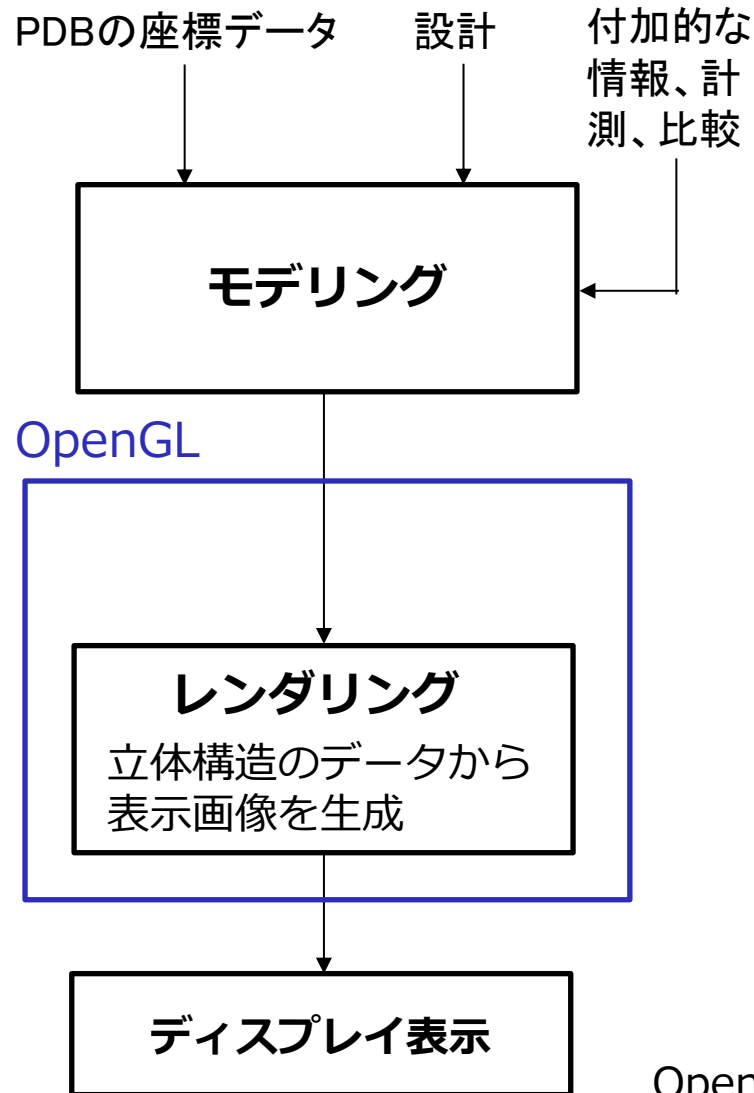 PDBの座標データ
設計
付加的な
情報、計
測、比較
モデリング
OpenGL
レンダリング
立体構造のデータから
表示画像を生成
ディスプレイ表示
Open